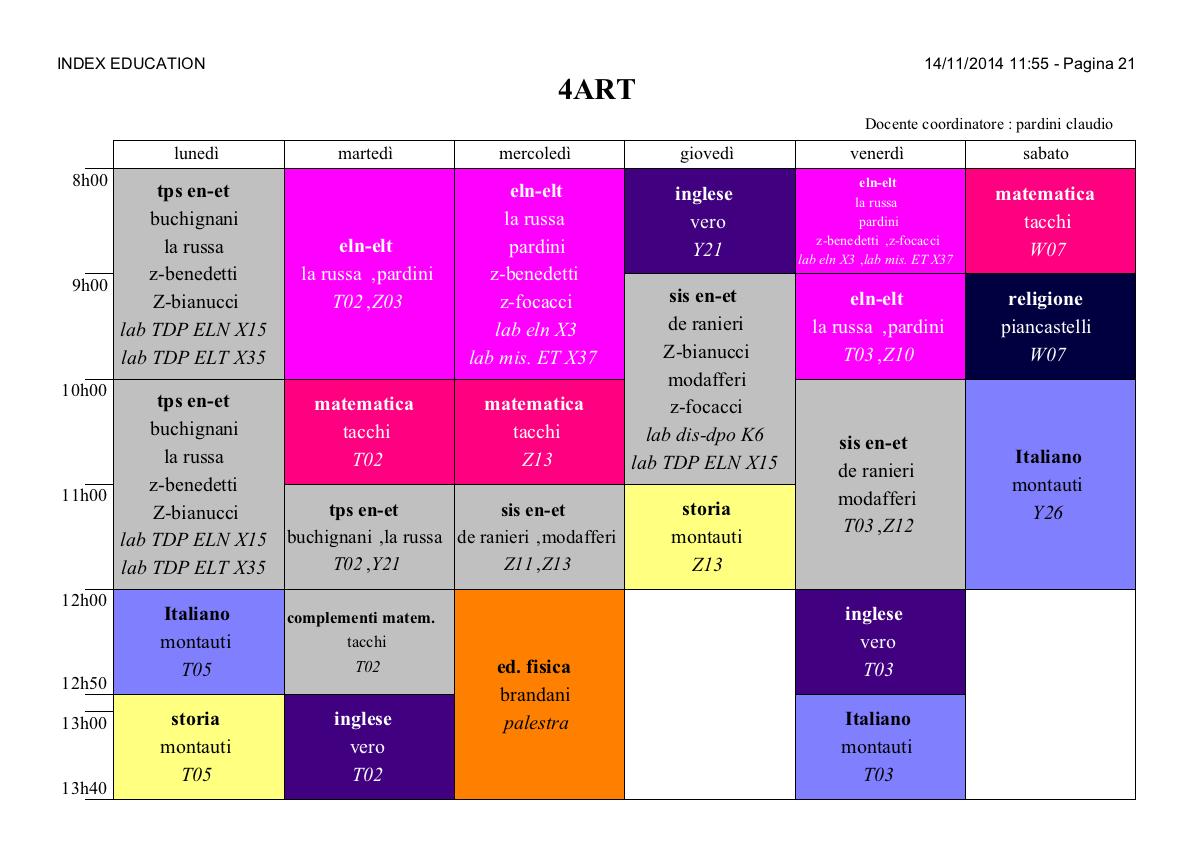 INDEX EDUCATION
14/11/2014 11:55 - Pagina 21
4ART
Docente coordinatore : pardini claudio
lunedì
martedì
mercoledì
giovedì
venerdì
sabato
8h00
9h00
10h00
11h00
12h00
12h50
13h00
13h40
tps en-et
buchignani
la russa
z-benedetti
Z-bianucci
lab TDP ELN X15
lab TDP ELT X35
tps en-et
buchignani
la russa
z-benedetti
Z-bianucci
lab TDP ELN X15
lab TDP ELT X35
Italiano
montauti
T05
storia
montauti
T05
eln-elt
la russa ,pardini
T02 ,Z03
matematica
tacchi
T02
tps en-et
buchignani ,la russa
T02 ,Y21
complementi matem.
tacchi
T02
inglese
vero
T02
eln-elt
la russa
pardini
z-benedetti
z-focacci
lab eln X3
lab mis. ET X37
matematica
tacchi
Z13
sis en-et
de ranieri ,modafferi
Z11 ,Z13
ed. fisica
brandani
palestra
inglese
vero
Y21
sis en-et
de ranieri
Z-bianucci
modafferi
z-focacci
lab dis-dpo K6
lab TDP ELN X15
storia
montauti
Z13
eln-elt
la russa
pardini
z-benedetti ,z-focacci
lab eln X3 ,lab mis. ET X37
eln-elt
la russa ,pardini
T03 ,Z10
sis en-et
de ranieri
modafferi
T03 ,Z12
inglese
vero
T03
Italiano
montauti
T03
matematica
tacchi
W07
religione
piancastelli
W07
Italiano
montauti
Y26